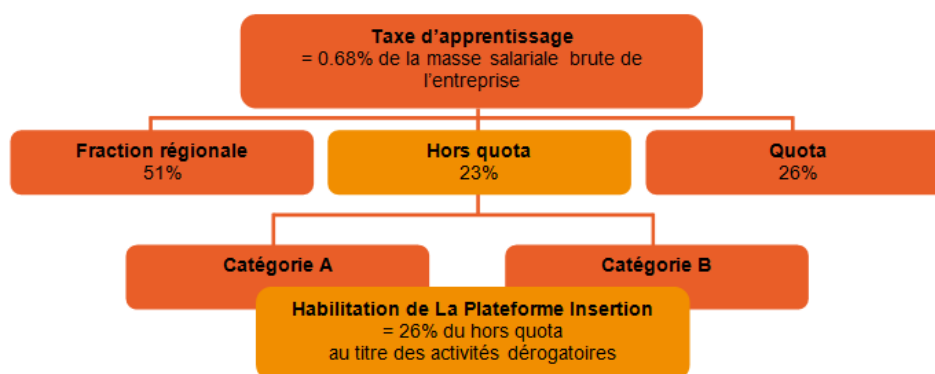 Taxe d’apprentissage
= 0.68% de la masse salariale brute de
l’entreprise
Fraction régionale
51%
Hors quota
23%
Quota
26%
Catégorie A
Catégorie B
Habilitation de La Plateforme Insertion
= 26% du hors quota
au titre des activités dérogatoires